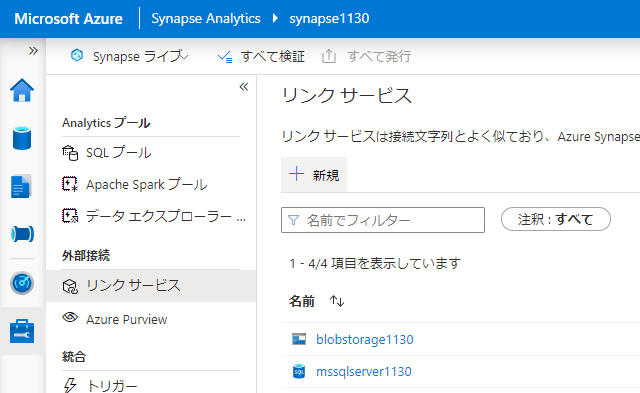 Microsoft Azure
Synapse Analytics
synapse1130
»
Synapse ライブ
すべて検証
すべて発行
«
Analytics プール
SQL プール
Apache Spark プール
データ エクスプローラー ...
外部接続
リンク サービス
Azure Purview
統合
トリガー
リンク サービス
リンク サービスは接続文字列とよく似ており、Azure Synapse
新規
名前でフィルター
注釈 : すべて
1 - 4/4 項目を表示しています
名前
blobstorage1130
mssqlserver1130